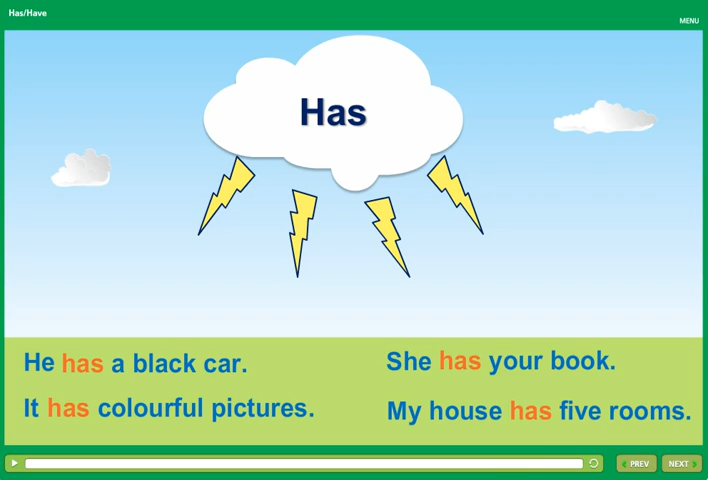 Has/Have
MENU
Has
He has a black car.
She has your book.
It has colourful pictures.
My house has five rooms.
PREV
NEXT